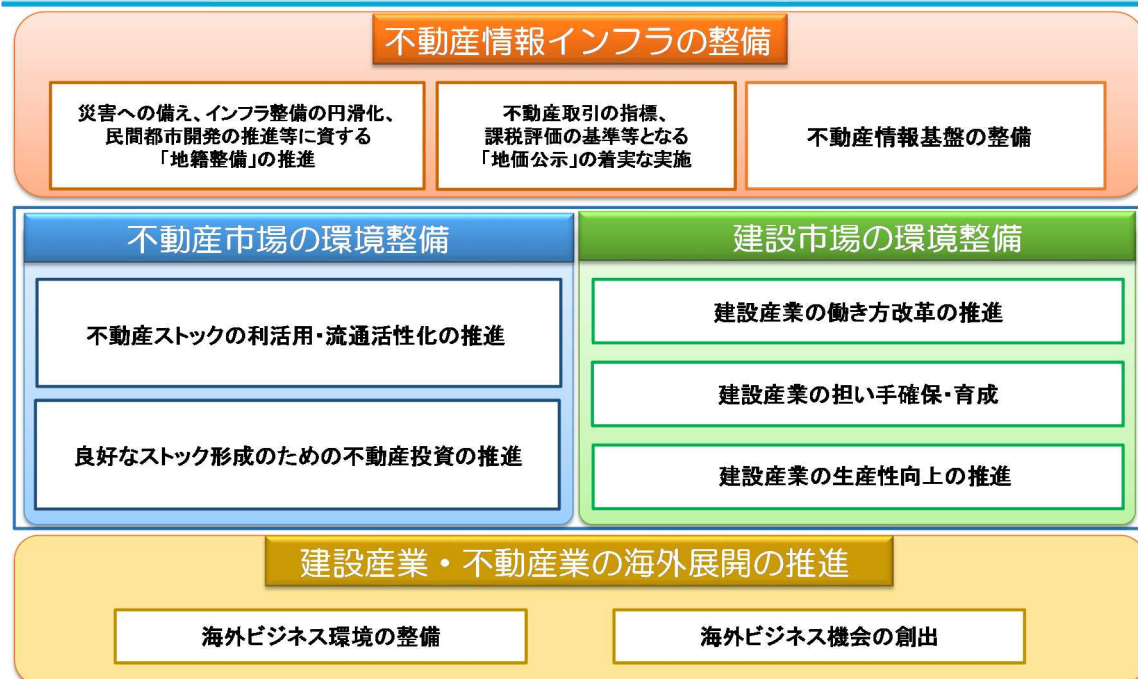 不動産情報インフラの整備
災害への備え、インフラ整備の円滑化、
民間都市開発の推進等に資する
「地籍整備」の推進
不動産取引の指標、
課税評価の基準等となる
「地価公示」の着実な実施
不動産情報基盤の整備
不動産市場の環境整備
不動産ストックの利活用・流通活性化の推進
良好なストック形成のための不動産投資の推進
建設市場の環境整備
建設産業の働き方改革の推進
建設産業の担い手確保・育成
建設産業の生産性向上の推進
建設産業・不動産業の海外展開の推進
海外ビジネス環境の整備
海外ビジネス機会の創出